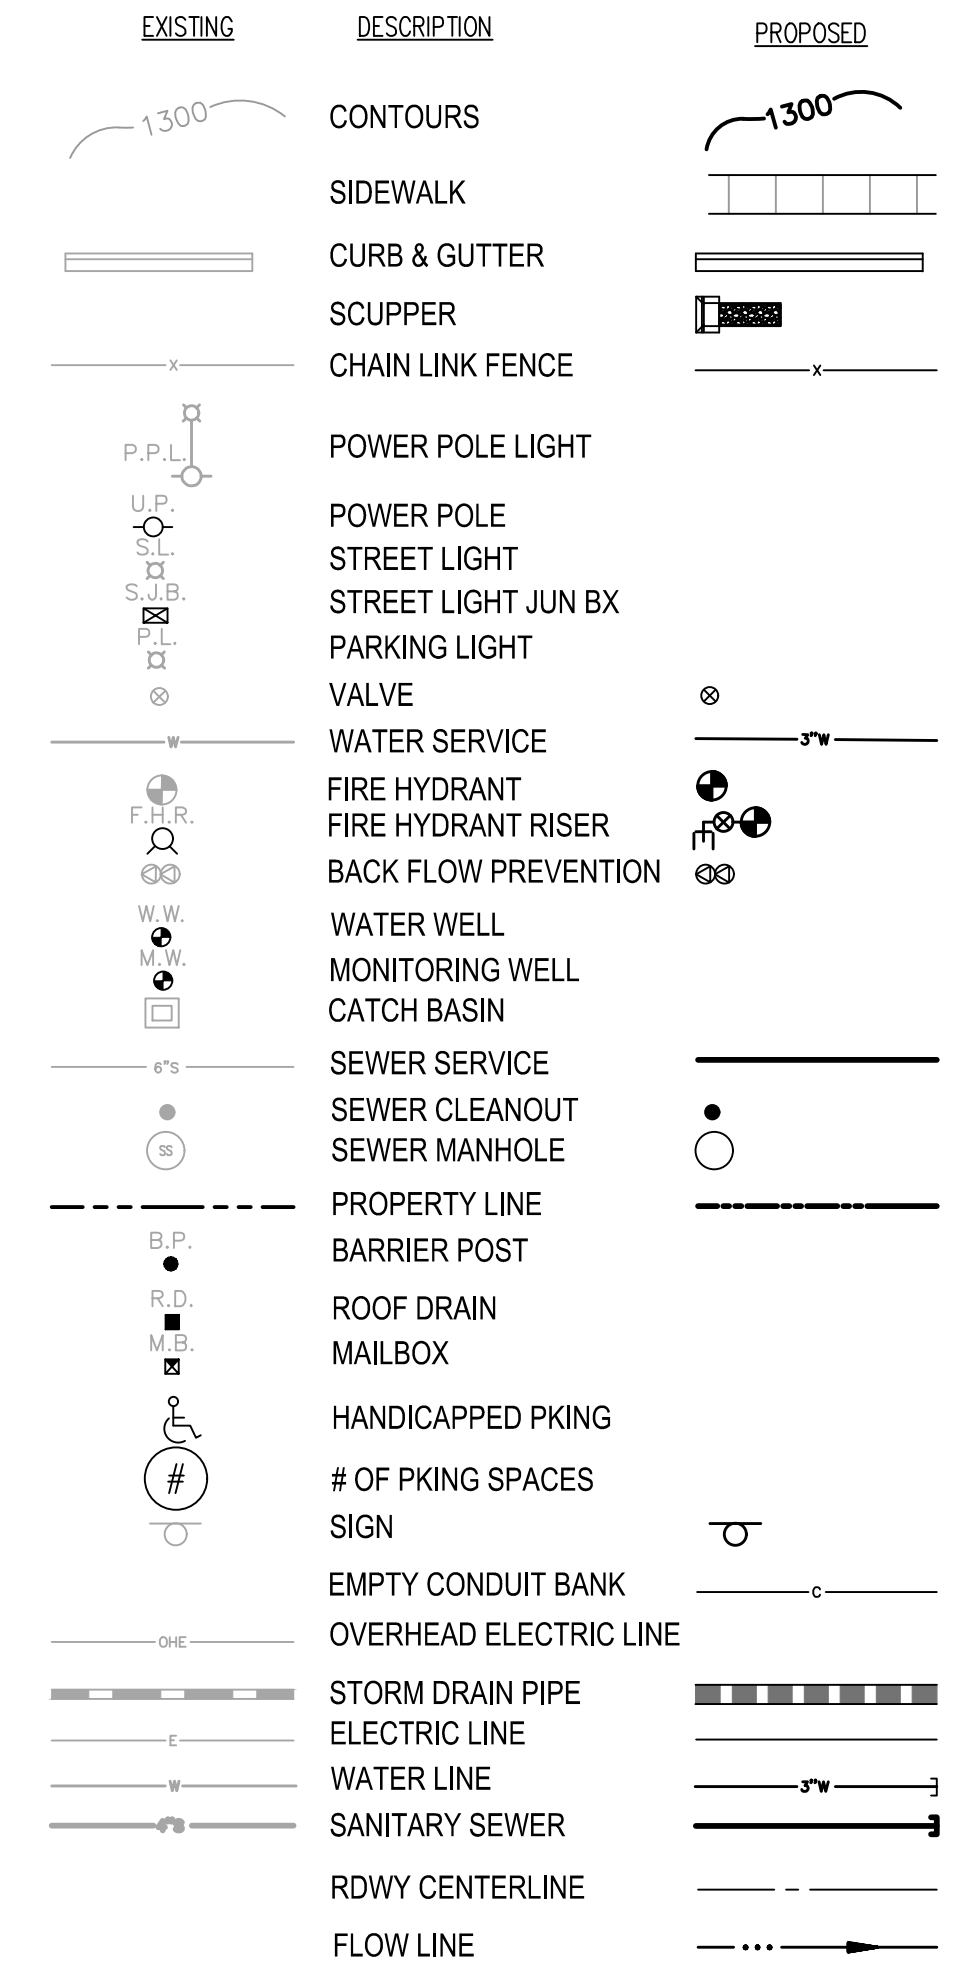 EXISTING DESCRIPTION PROPOSED
1300 CONTOURS 1300
SIDEWALK
CURB & GUTTER
SCUPPER
X CHAIN LINK FENCE X
P.P.L. POWER POLE LIGHT
U.P. POWER POLE
S.L. STREET LIGHT
S.J.B. STREET LIGHT JUN BX
P.L. PARKING LIGHT
VALVE
W WATER SERVICE 3"W
FIRE HYDRANT
F.H.R. FIRE HYDRANT RISER
BACK FLOW PREVENTION
W.W. WATER WELL
M.W. MONITORING WELL
CATCH BASIN
6"S SEWER SERVICE
SEWER CLEANOUT
SS SEWER MANHOLE
PROPERTY LINE
B.P. BARRIER POST
R.D. ROOF DRAIN
M.B. MAILBOX
HANDICAPPED PKING
# # OF PKING SPACES
SIGN
EMPTY CONDUIT BANK C
OHE OVERHEAD ELECTRIC LINE
STORM DRAIN PIPE
E ELECTRIC LINE
W WATER LINE 3"W
SANITARY SEWER
RDWY CENTERLINE
FLOW LINE